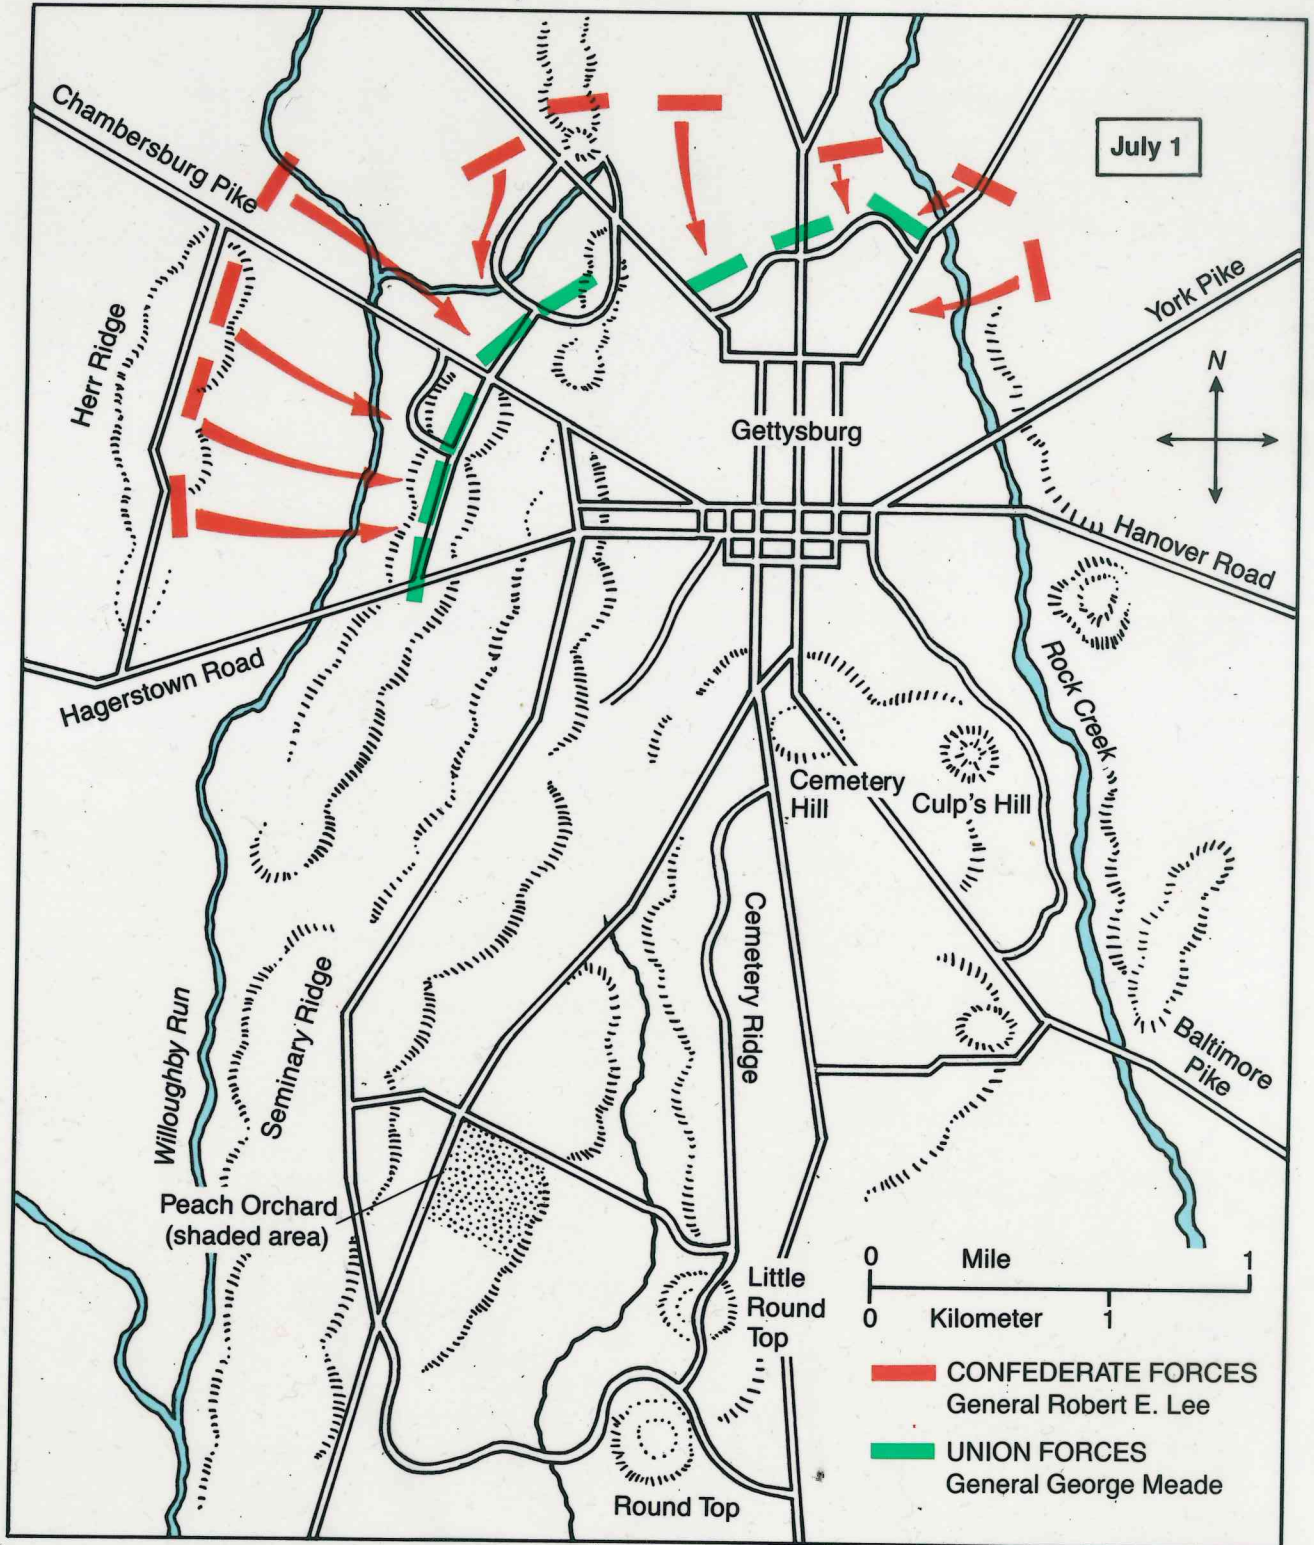 July 1
Chambersburg Pike
York Pike
N
Herr Ridge
Gettysburg
Hanover Road
Hagerstown Road
Rock Creek
Cemetery
Hill
Culp's Hill
Cemetery Ridge
Seminary Ridge
Willoughby Run
Baltimore
Pike
Peach Orchard
(shaded area)
Little
Round
Top
0 Mile 1
0 Kilometer 1
CONFEDERATE FORCES
General Robert E. Lee
UNION FORCES
General George Meade
Round Top